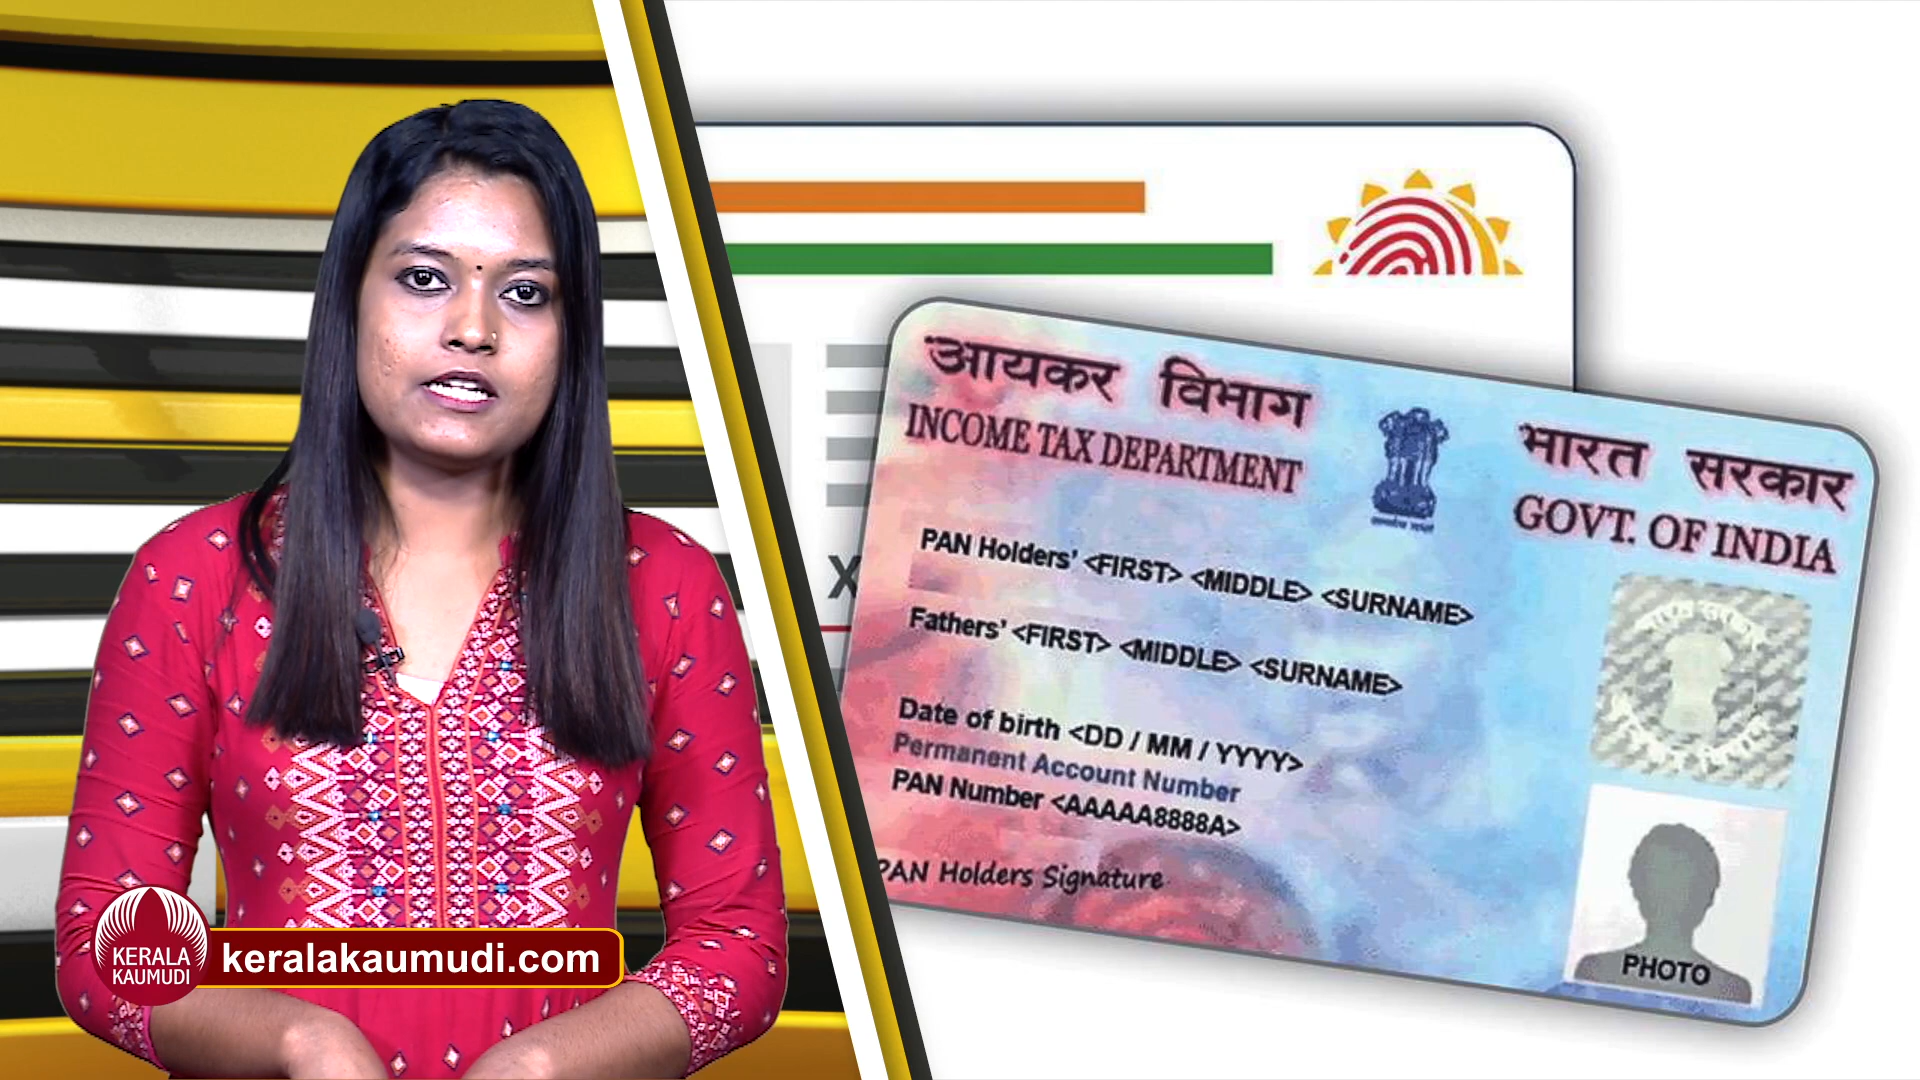 आयकर विभाग
INCOME TAX DEPARTMENT
भारत सरकार
GOVT. OF INDIA
PAN Holders' <FIRST> <MIDDLE> <SURNAME>
Fathers' <FIRST> <MIDDLE> <SURNAME>
Date of birth <DD / MM / YYYY>
Permanent Account Number
PAN Number <AAAAA8888A>
PAN Holders Signature
PHOTO
X
KERALA
KAUMUDI
keralakaumudi.com